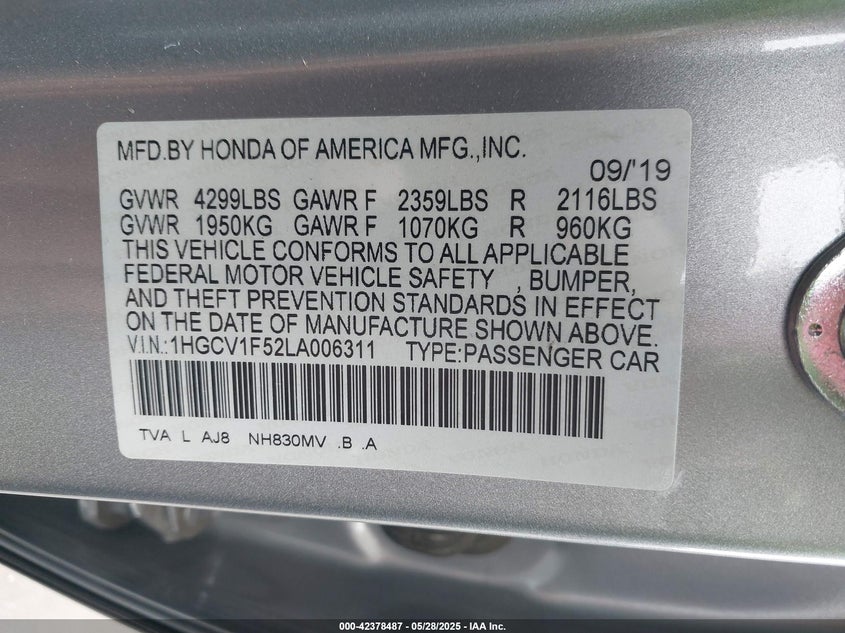 MFD.BY HONDA OF AMERICA MFG.,INC.
09/'19
GVWR 4299LBS GAWR F 2359LBS R 2116LBS
GVWR 1950KG GAWR F 1070KG R 960KG
THIS VEHICLE CONFORMS TO ALL APPLICABLE
FEDERAL MOTOR VEHICLE SAFETY , BUMPER,
AND THEFT PREVENTION STANDARDS IN EFFECT
ON THE DATE OF MANUFACTURE SHOWN ABOVE.
V.I.N.:1HGCV1F52LA006311 TYPE:PASSENGER CAR
TVA L AJ8 NH830MV .B .A
000-42378487 - 05/28/2025 - IAA Inc.